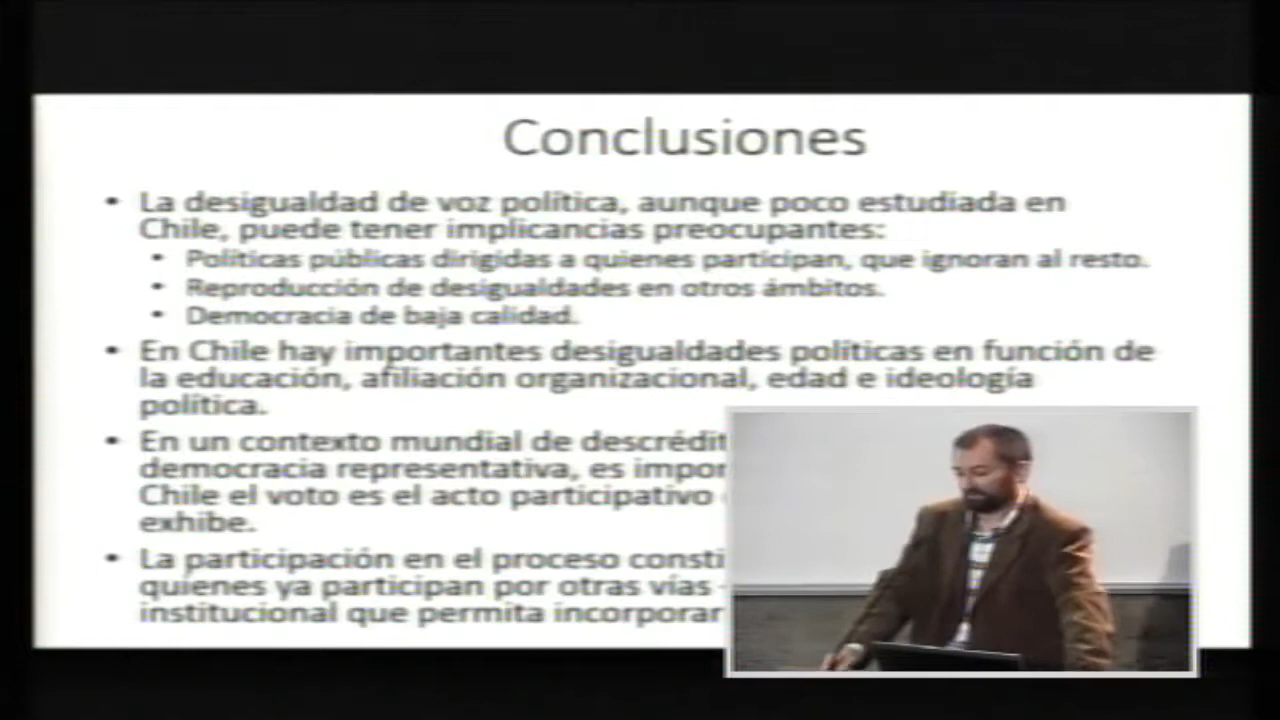 Conclusiones
• La desigualdad de voz política, aunque poco estudiada en
Chile, puede tener implicancias preocupantes:
• Políticas públicas dirigidas a quienes participan, que ignoran al resto.
• Reproducción de desigualdades en otros ámbitos.
• Democracia de baja calidad.
• En Chile hay importantes desigualdades políticas en función de
la educación, afiliación organizacional, edad e ideología
política.
• En un contexto mundial de descrédit
democracia representativa, es impor
Chile el voto es el acto participativo
exhibe.
• La participación en el proceso consti
quienes ya participan por otras vías
institucional que permita incorporar